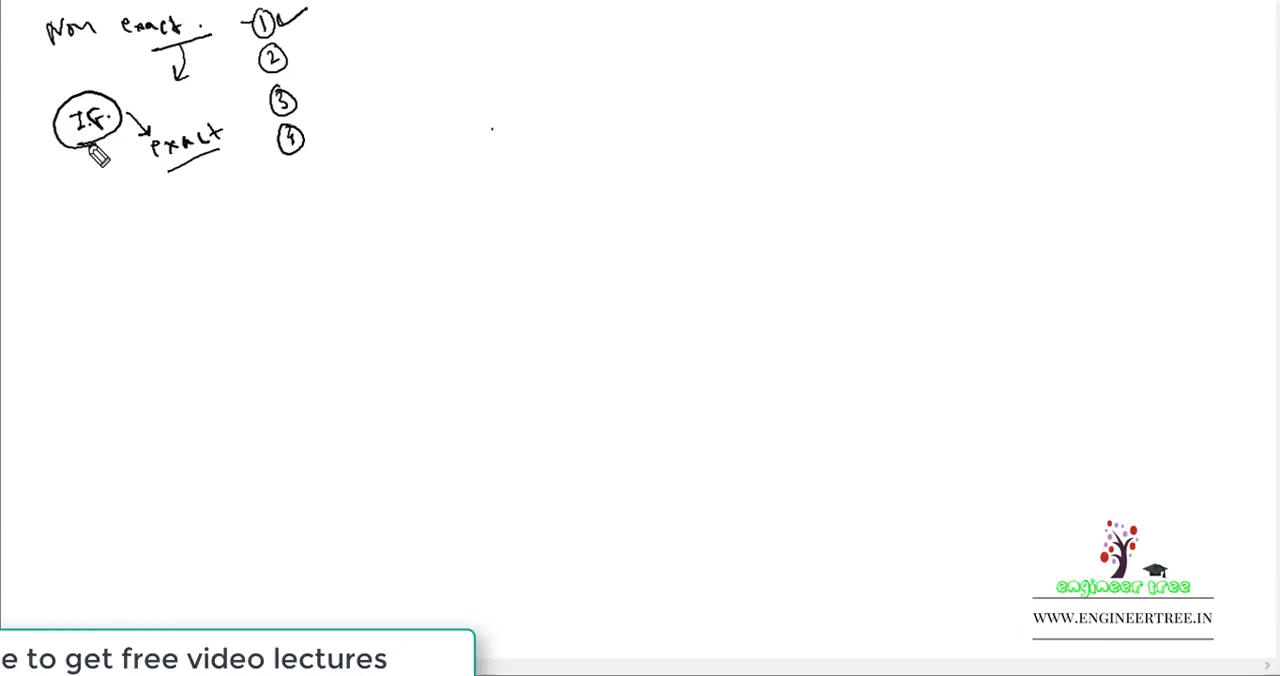 Non exact. ①
②
③
I.F. exact ④
engineer tree
WWW.ENGINEERTREE.IN
e to get free video lectures